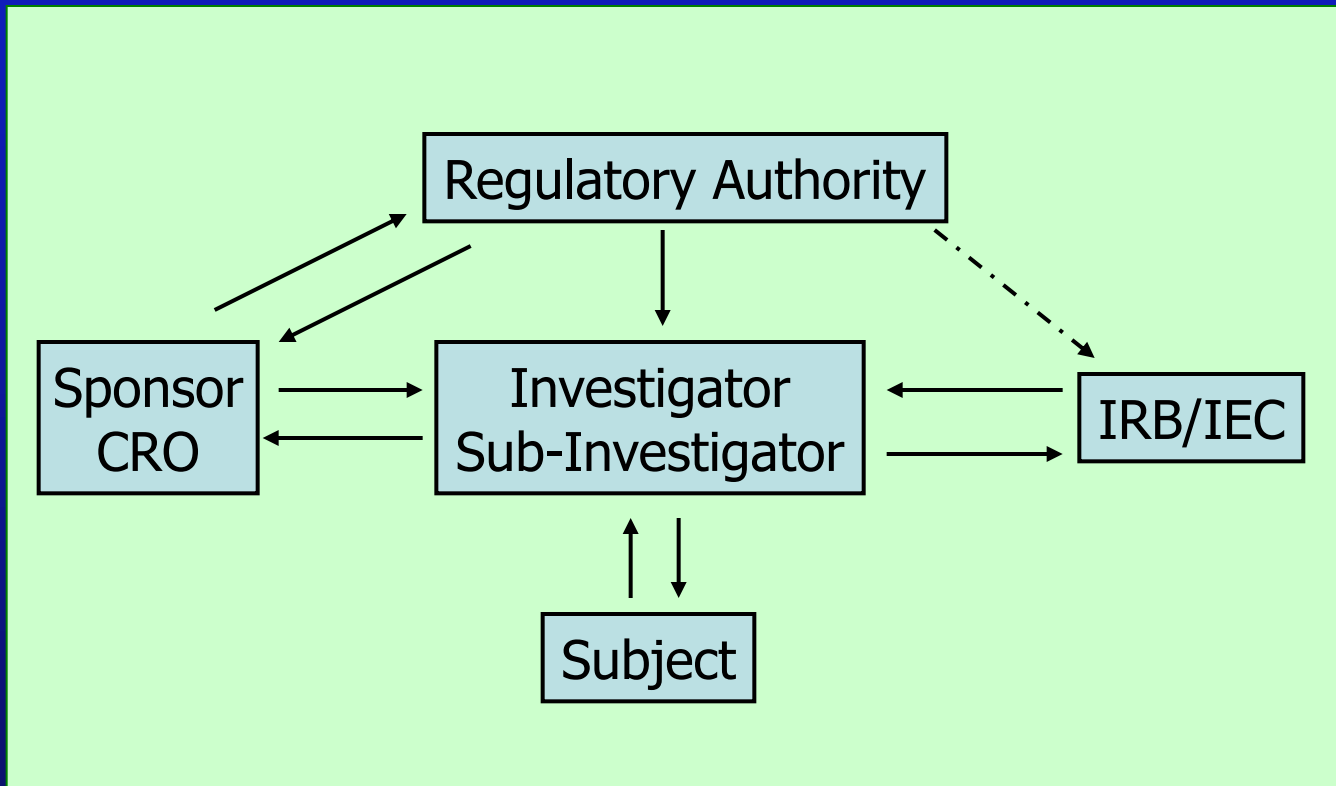 Regulatory Authority
Sponsor
CRO
Investigator
Sub-Investigator
IRB/IEC
Subject